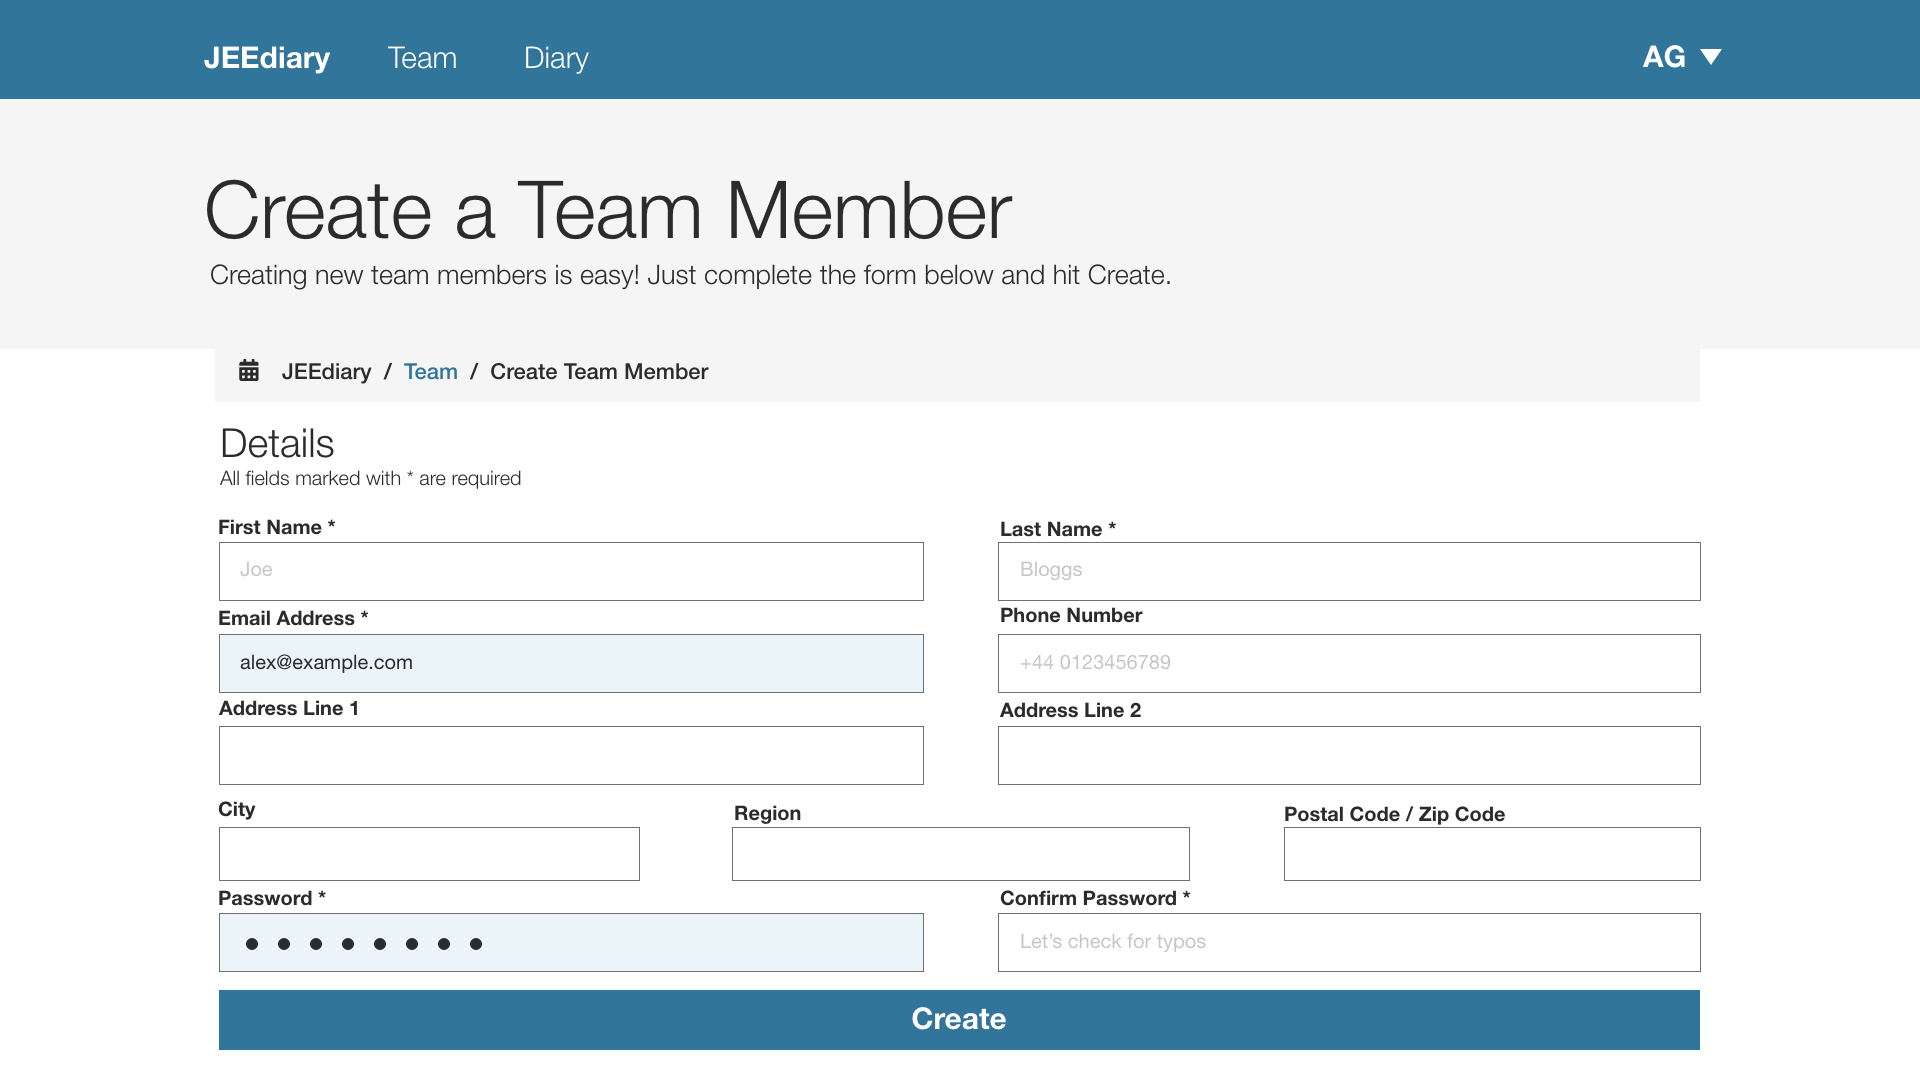 JEEdiary Team Diary AG
Create a Team Member
Creating new team members is easy! Just complete the form below and hit Create.
JEEdiary / Team / Create Team Member
Details
All fields marked with * are required
First Name * Last Name *
Joe Bloggs
Email Address * Phone Number
alex@example.com +44 0123456789
Address Line 1 Address Line 2
City Region Postal Code / Zip Code
Password * Confirm Password *
Let’s check for typos
Create